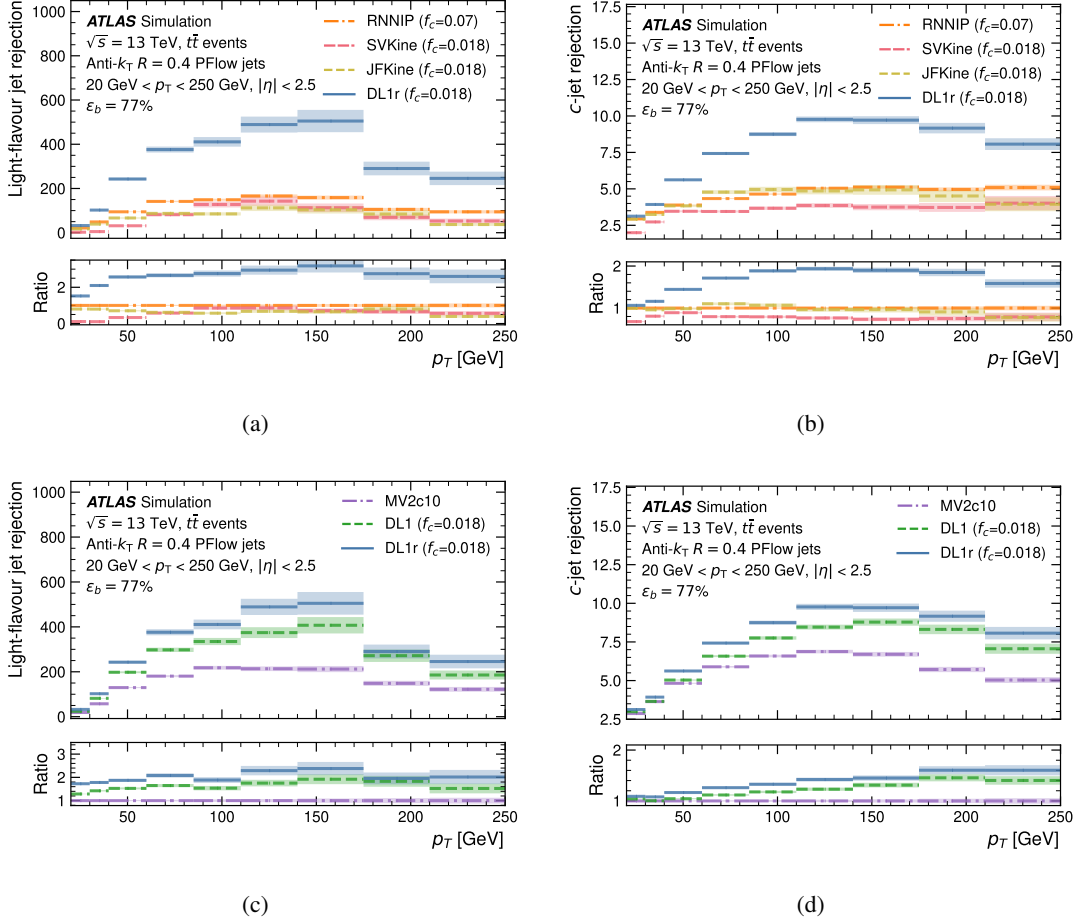 Light-flavour jet rejection
1000
800
600
400
200
0
ATLAS Simulation
√s = 13 TeV, tt̄ events
Anti-kT R = 0.4 PFlow jets
20 GeV < pT < 250 GeV, |η| < 2.5
εb = 77%
RNNIP (fc=0.07)
SVKine (fc=0.018)
JFKine (fc=0.018)
DL1r (fc=0.018)
Ratio
2
0
50 100 150 200 250
pT [GeV]
(a)
c-jet rejection
17.5
15.0
12.5
10.0
7.5
5.0
2.5
ATLAS Simulation
√s = 13 TeV, tt̄ events
Anti-kT R = 0.4 PFlow jets
20 GeV < pT < 250 GeV, |η| < 2.5
εb = 77%
RNNIP (fc=0.07)
SVKine (fc=0.018)
JFKine (fc=0.018)
DL1r (fc=0.018)
Ratio
2
1
50 100 150 200 250
pT [GeV]
(b)
Light-flavour jet rejection
1000
800
600
400
200
0
ATLAS Simulation
√s = 13 TeV, tt̄ events
Anti-kT R = 0.4 PFlow jets
20 GeV < pT < 250 GeV, |η| < 2.5
εb = 77%
MV2c10
DL1 (fc=0.018)
DL1r (fc=0.018)
Ratio
3
2
1
50 100 150 200 250
pT [GeV]
(c)
c-jet rejection
17.5
15.0
12.5
10.0
7.5
5.0
2.5
ATLAS Simulation
√s = 13 TeV, tt̄ events
Anti-kT R = 0.4 PFlow jets
20 GeV < pT < 250 GeV, |η| < 2.5
εb = 77%
MV2c10
DL1 (fc=0.018)
DL1r (fc=0.018)
Ratio
2
1
50 100 150 200 250
pT [GeV]
(d)